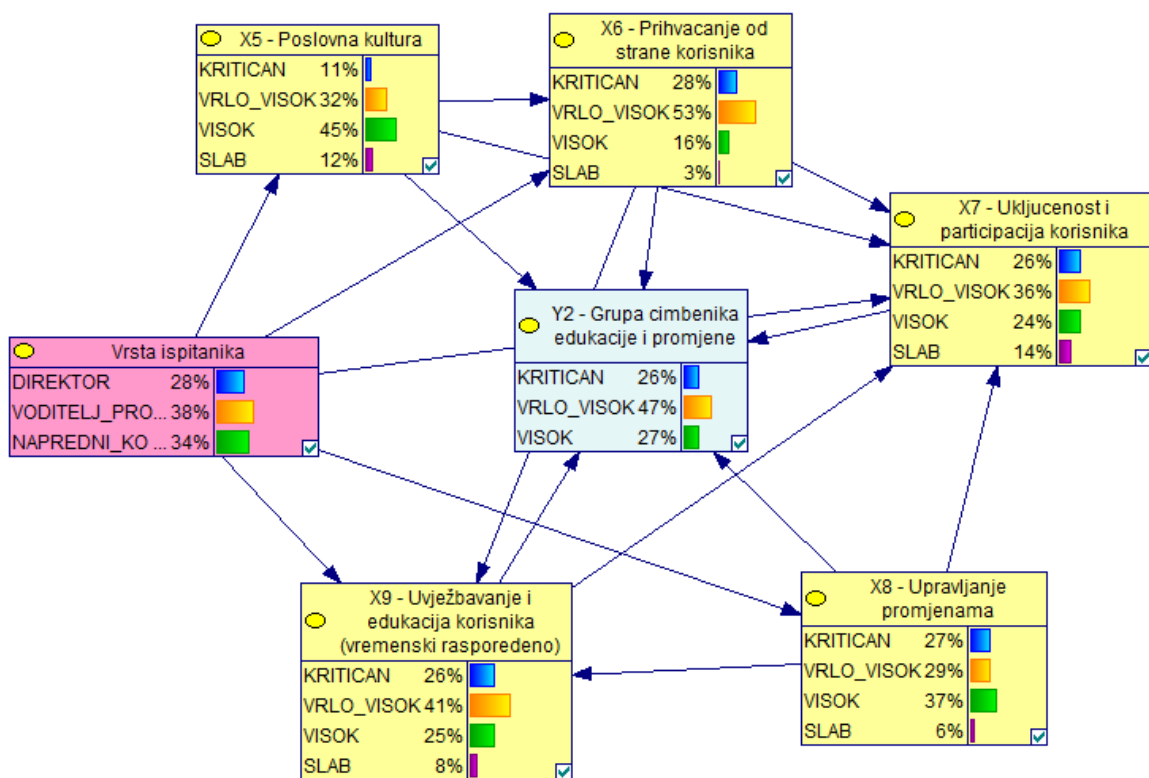 X5 - Poslovna kultura
KRITICAN 11%
VRLO_VISOK 32%
VISOK 45%
SLAB 12%
X6 - Prihvacanje od
strane korisnika
KRITICAN 28%
VRLO_VISOK 53%
VISOK 16%
SLAB 3%
X7 - Ukljucenost i
participacija korisnika
KRITICAN 26%
VRLO_VISOK 36%
VISOK 24%
SLAB 14%
Y2 - Grupa cimbenika
edukacije i promjene
KRITICAN 26%
VRLO_VISOK 47%
VISOK 27%
Vrsta ispitanika
DIREKTOR 28%
VODITELJ_PRO... 38%
NAPREDNI_KO ... 34%
X9 - Uvježbavanje i
edukacija korisnika
(vremenski rasporedeno)
KRITICAN 26%
VRLO_VISOK 41%
VISOK 25%
SLAB 8%
X8 - Upravljanje
promjenama
KRITICAN 27%
VRLO_VISOK 29%
VISOK 37%
SLAB 6%